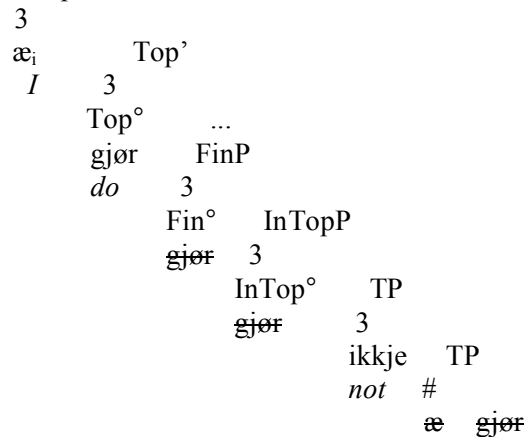 3
æi Top’
I 3
Top° ...
gjør FinP
do 3
Fin° InTopP
gjør 3
InTop° TP
gjør 3
ikkje TP
not #
æ gjør